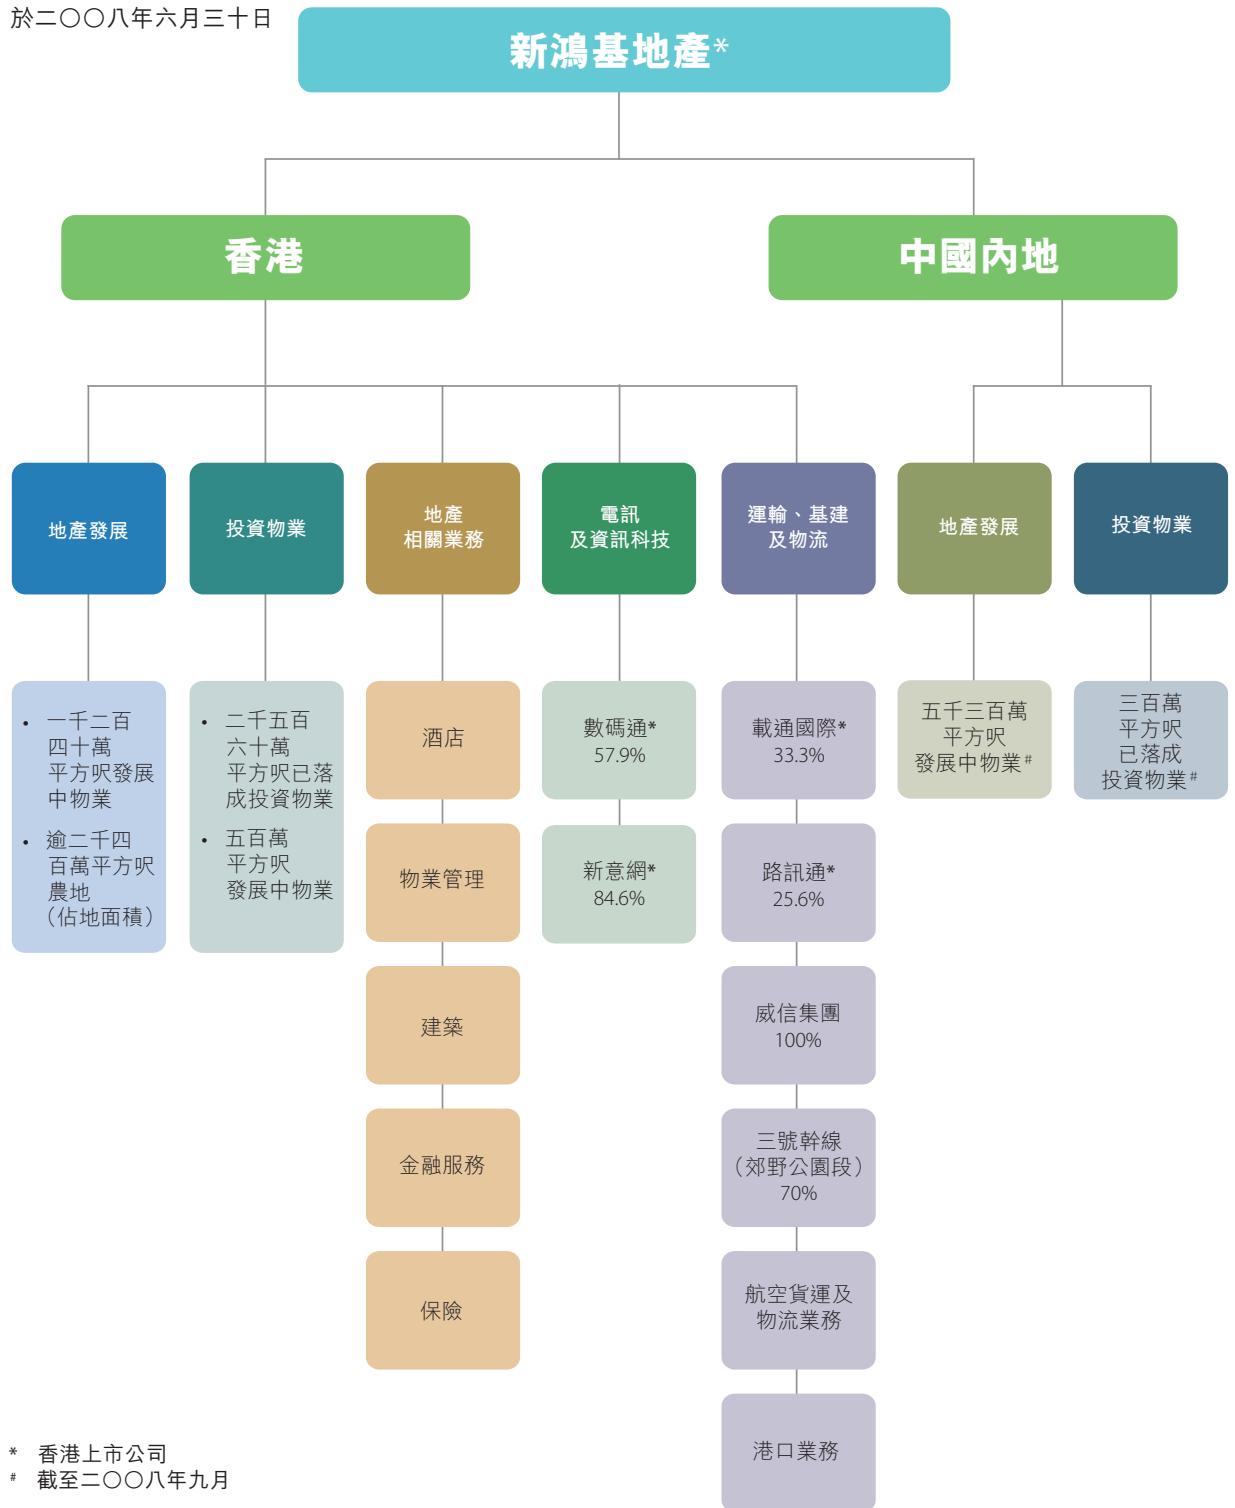 於二〇〇八年六月三十日
新鴻基地產*
香港
中國內地
地產發展
投資物業
地產
相關業務
電訊
及資訊科技
運輸、基建
及物流
地產發展
投資物業
• 一千二百
四十萬
平方呎發展
中物業
• 逾二千四
百萬平方呎
農地
（佔地面積）
• 二千五百
六十萬
平方呎已落
成投資物業
• 五百萬
平方呎
發展中物業
酒店
物業管理
建築
金融服務
保險
數碼通*
57.9%
新意網*
84.6%
載通國際*
33.3%
路訊通*
25.6%
威信集團
100%
三號幹線
（郊野公園段）
70%
航空貨運及
物流業務
港口業務
五千三百萬
平方呎
發展中物業#
三百萬
平方呎
已落成
投資物業#
* 香港上市公司
# 截至二〇〇八年九月